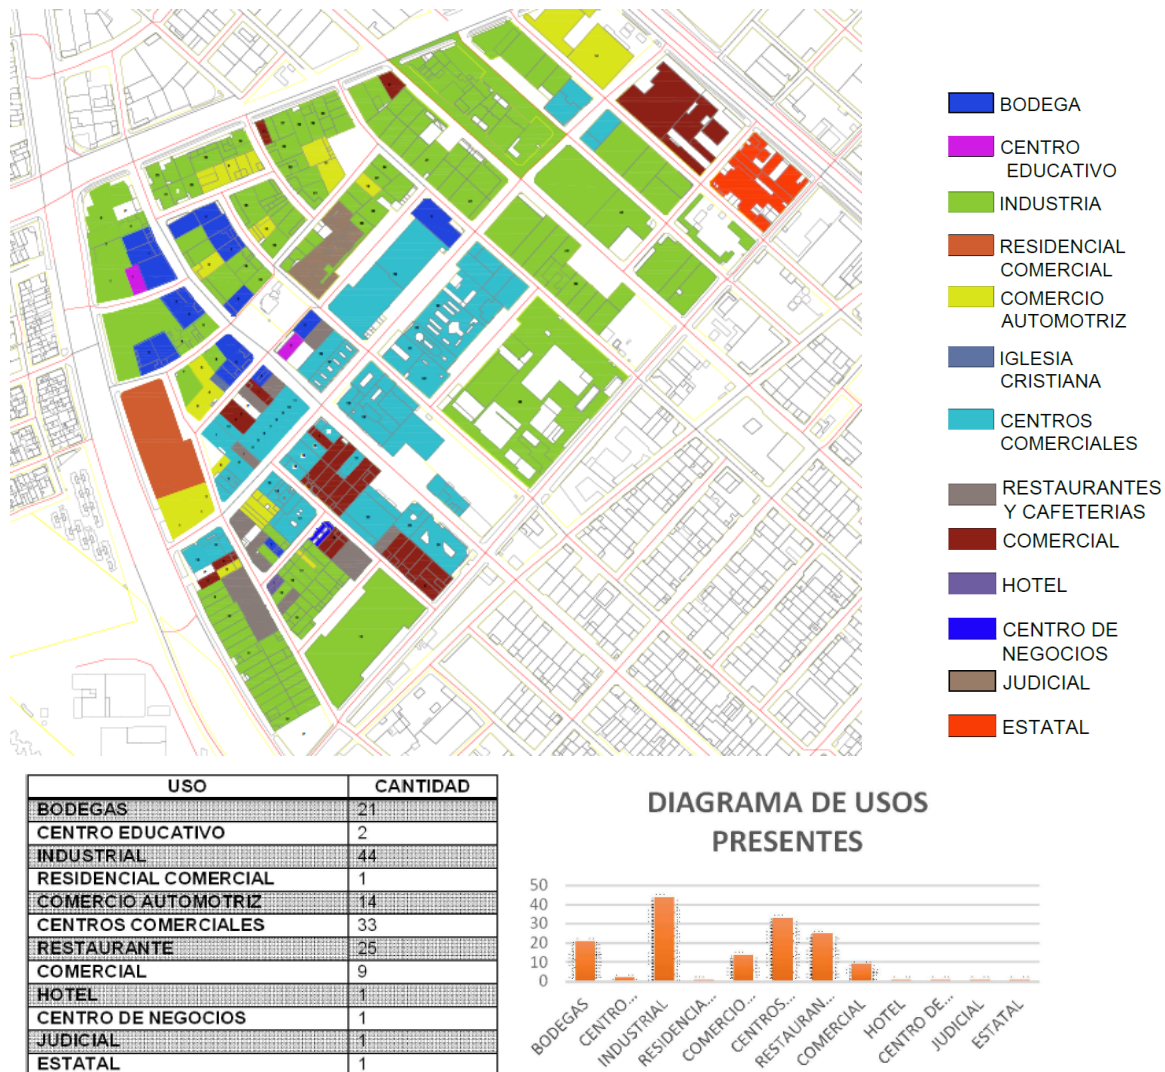 BODEGA
CENTRO
EDUCATIVO
INDUSTRIA
RESIDENCIAL
COMERCIAL
COMERCIO
AUTOMOTRIZ
IGLESIA
CRISTIANA
CENTROS
COMERCIALES
RESTAURANTES
Y CAFETERIAS
COMERCIAL
HOTEL
CENTRO DE
NEGOCIOS
JUDICIAL
ESTATAL
USO CANTIDAD
BODEGAS 21
CENTRO EDUCATIVO 2
INDUSTRIAL 44
RESIDENCIAL COMERCIAL 1
COMERCIO AUTOMOTRIZ 14
CENTROS COMERCIALES 33
RESTAURANTE 25
COMERCIAL 9
HOTEL 1
CENTRO DE NEGOCIOS 1
JUDICIAL 1
ESTATAL 1
DIAGRAMA DE USOS
PRESENTES
50
40
30
20
10
0
BODEGAS
CENTRO...
INDUSTRIAL
RESIDENCIA...
COMERCIO...
CENTROS...
RESTAURAN...
COMERCIAL
HOTEL
CENTRO DE...
JUDICIAL
ESTATAL